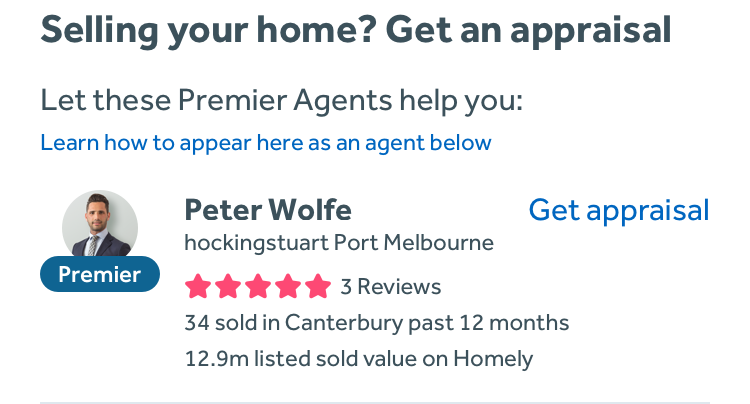 Selling your home? Get an appraisal
Let these Premier Agents help you:
Learn how to appear here as an agent below
Peter Wolfe
Get appraisal
hockingstuart Port Melbourne
Premier
3 Reviews
34 sold in Canterbury past 12 months
12.9m listed sold value on Homely